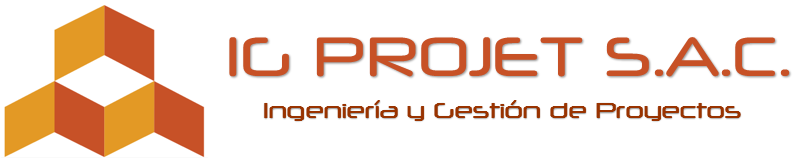 IG PROJET S.A.C.
Ingeniería y Gestión de Proyectos